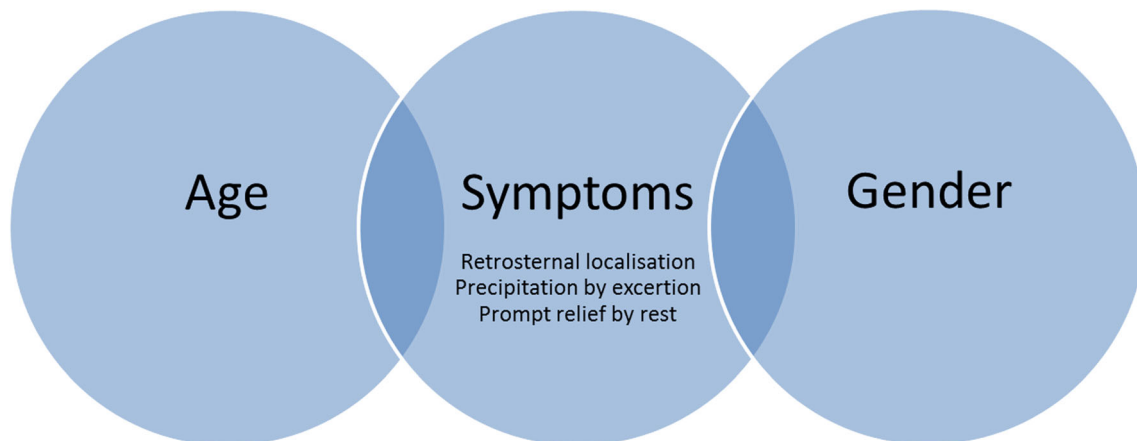 Age
Symptoms
Gender
Retrosternal localisation
Precipitation by excertion
Prompt relief by rest